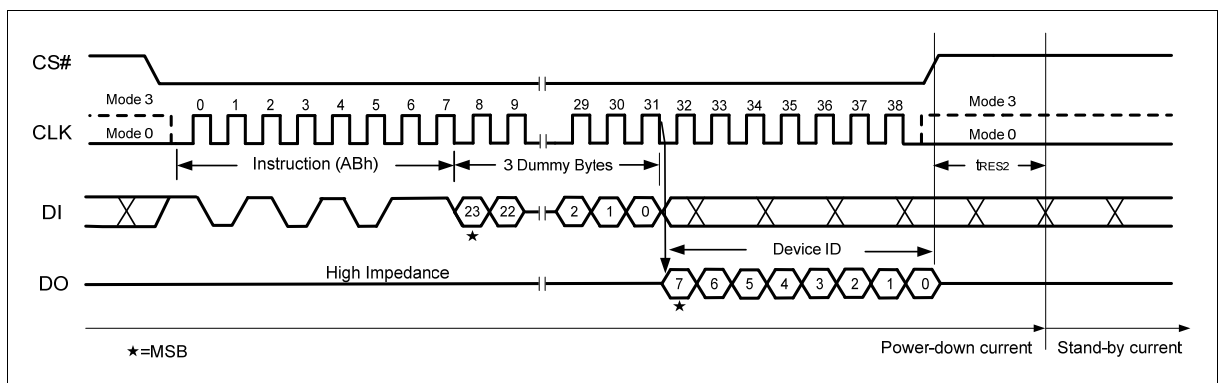 CS#
Mode 3 0 1 2 3 4 5 6 7 8 9 29 30 31 32 33 34 35 36 37 38 Mode 3
CLK
Mode 0 Mode 0
Instruction (ABh) 3 Dummy Bytes tRES2
DI 23 22 2 1 0
★ Device ID
High Impedance
DO 7 6 5 4 3 2 1 0
★
★=MSB Power-down current Stand-by current